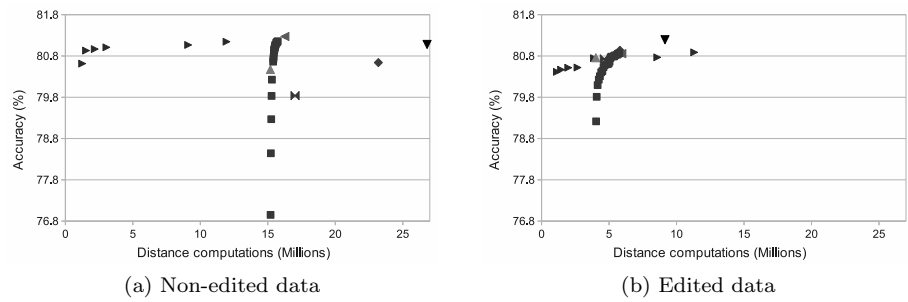 81.8
80.8
79.8
78.8
77.8
76.8
Accuracy (%)
0 5 10 15 20 25
Distance computations (Millions)
(a) Non-edited data
81.8
80.8
79.8
78.8
77.8
76.8
Accuracy (%)
0 5 10 15 20 25
Distance computations (Millions)
(b) Edited data